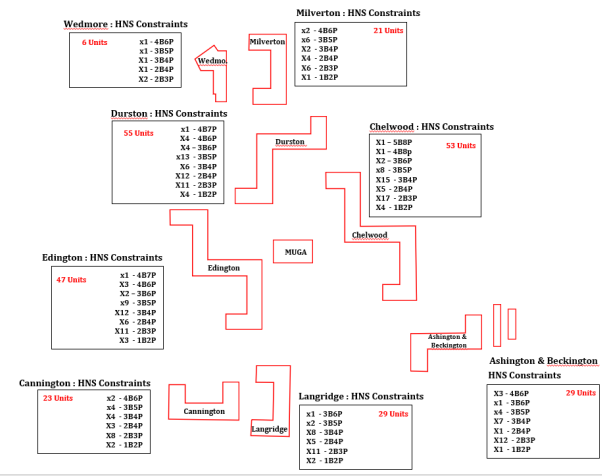 Wedmore : HNS Constraints
6 Units
x1 - 4B6P
x1 - 3B5P
X1 - 3B4P
X1 - 2B4P
X2 - 2B3P
Wedmo.
Milverton
Milverton : HNS Constraints
21 Units
x2 - 4B6P
x6 - 3B5P
X2 - 3B4P
X4 - 2B4P
X6 - 2B3P
X1 - 1B2P
Durston : HNS Constraints
55 Units
x1 - 4B7P
X4 - 4B6P
X4 – 3B6P
x13 - 3B5P
X6 - 3B4P
X12 - 2B4P
X11 - 2B3P
X4 - 1B2P
Durston
Chelwood : HNS Constraints
53 Units
X1 – 5B8P
X1 - 4B8p
X2 – 3B6P
x8 - 3B5P
X15 - 3B4P
X5 - 2B4P
X17 - 2B3P
X4 - 1B2P
Chelwood
MUGA
Edington
Edington : HNS Constraints
47 Units
x1 - 4B7P
X3 - 4B6P
X2 – 3B6P
x9 - 3B5P
X12 - 3B4P
X6 - 2B4P
X11 - 2B3P
X3 - 1B2P
Ashington &
Beckington
Ashington & Beckington
HNS Constraints
29 Units
X3 - 4B6P
x1 - 3B6P
x4 - 3B5P
X7 - 3B4P
X1 - 2B4P
X12 - 2B3P
X1 - 1B2P
Cannington : HNS Constraints
23 Units
x2 - 4B6P
x4 - 3B5P
X4 - 3B4P
X3 - 2B4P
X8 - 2B3P
X2 - 1B2P
Cannington
Langridge
Langridge : HNS Constraints
29 Units
x1 - 3B6P
x2 - 3B5P
X8 - 3B4P
X5 - 2B4P
X11 - 2B3P
X2 - 1B2P